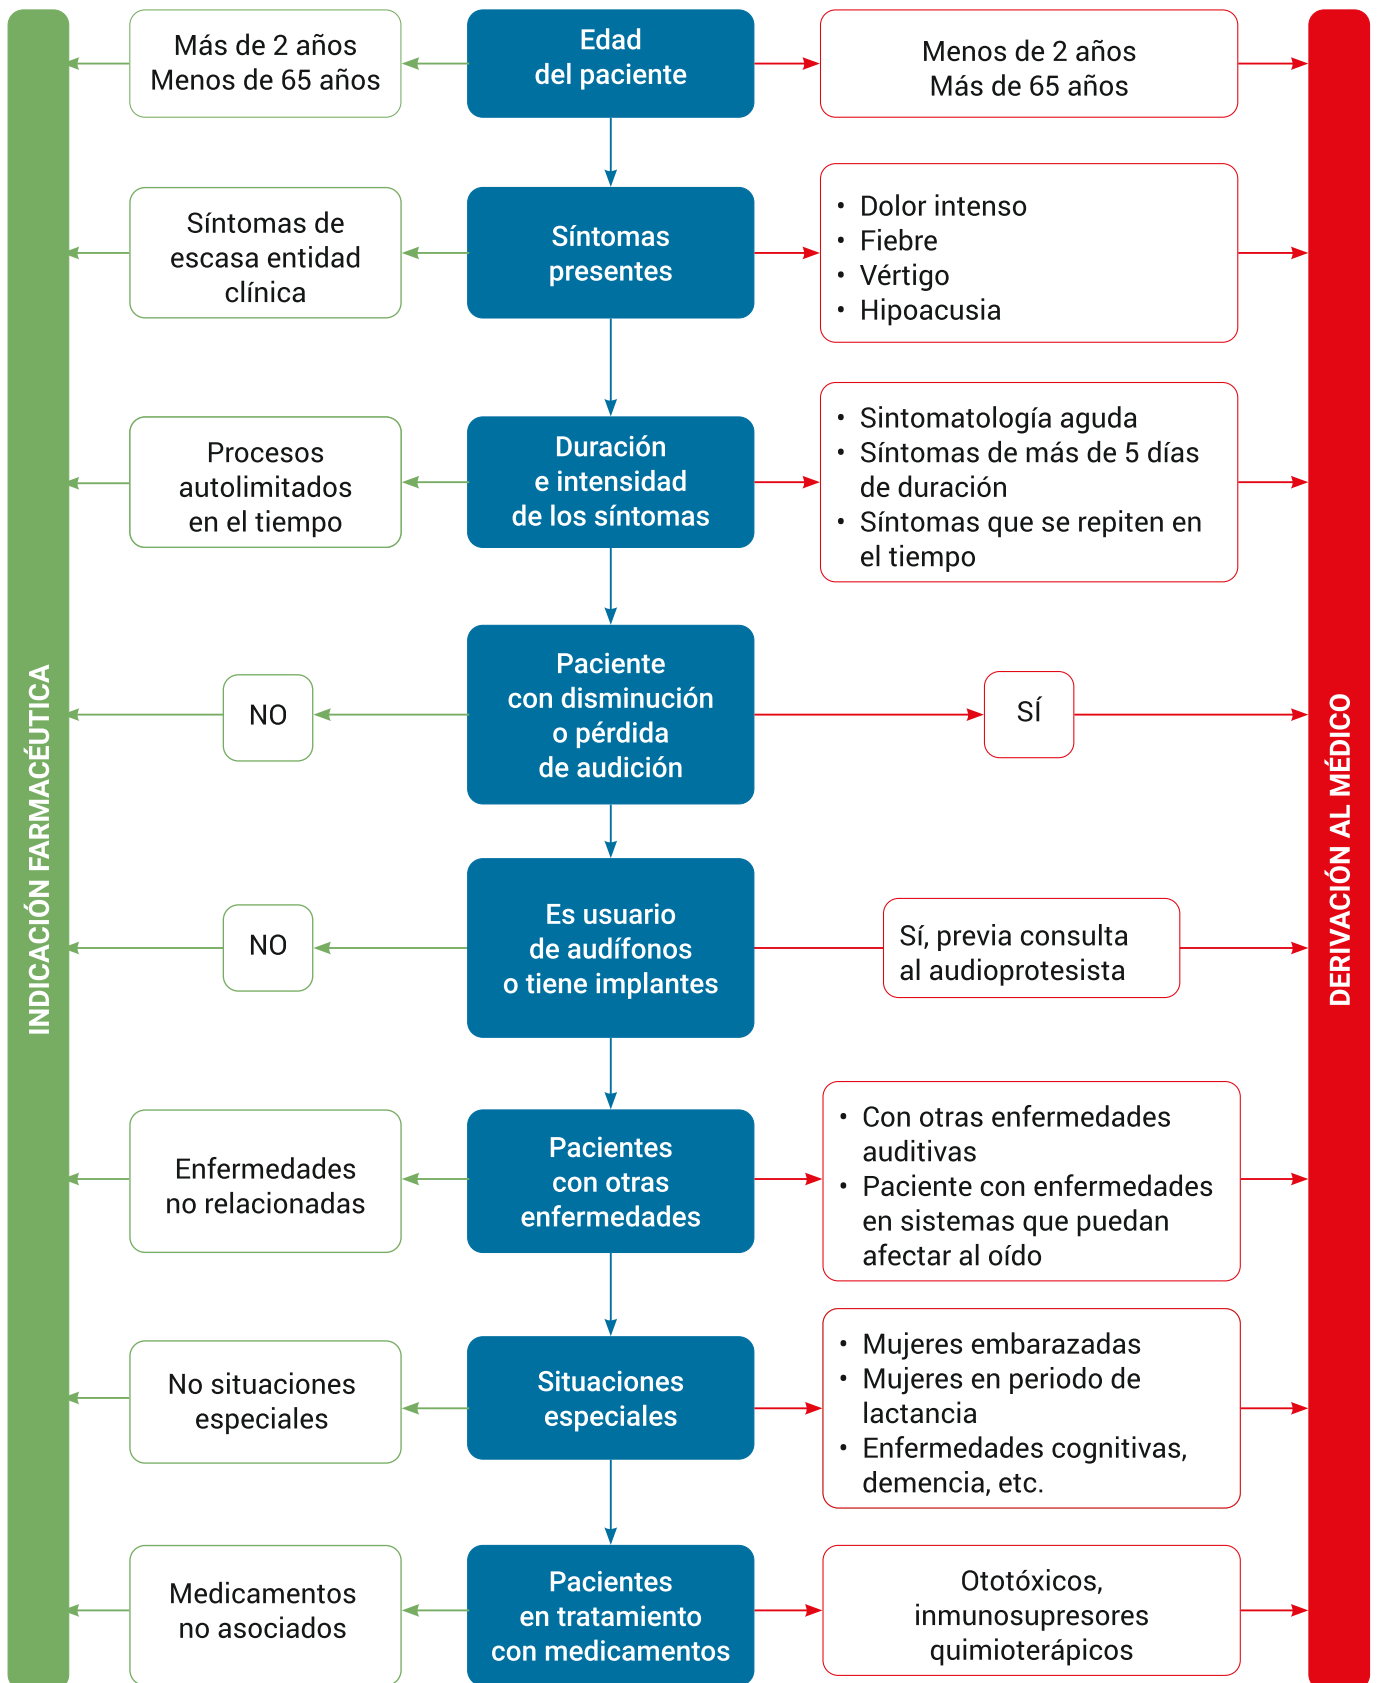 INDICACIÓN FARMACÉUTICA
Más de 2 años
Menos de 65 años
Edad
del paciente
Menos de 2 años
Más de 65 años
Síntomas de
escasa entidad
clínica
Síntomas
presentes
• Dolor intenso
• Fiebre
• Vértigo
• Hipoacusia
Procesos
autolimitados
en el tiempo
Duración
e intensidad
de los síntomas
• Sintomatología aguda
• Síntomas de más de 5 días
de duración
• Síntomas que se repiten en
el tiempo
NO
Paciente
con disminución
o pérdida
de audición
SÍ
NO
Es usuario
de audífonos
o tiene implantes
Sí, previa consulta
al audioprotesista
Enfermedades
no relacionadas
Pacientes
con otras
enfermedades
• Con otras enfermedades
auditivas
• Paciente con enfermedades
en sistemas que puedan
afectar al oído
No situaciones
especiales
Situaciones
especiales
• Mujeres embarazadas
• Mujeres en periodo de
lactancia
• Enfermedades cognitivas,
demencia, etc.
Medicamentos
no asociados
Pacientes
en tratamiento
con medicamentos
Ototóxicos,
inmunosupresores
quimioterápicos
DERIVACIÓN AL MÉDICO